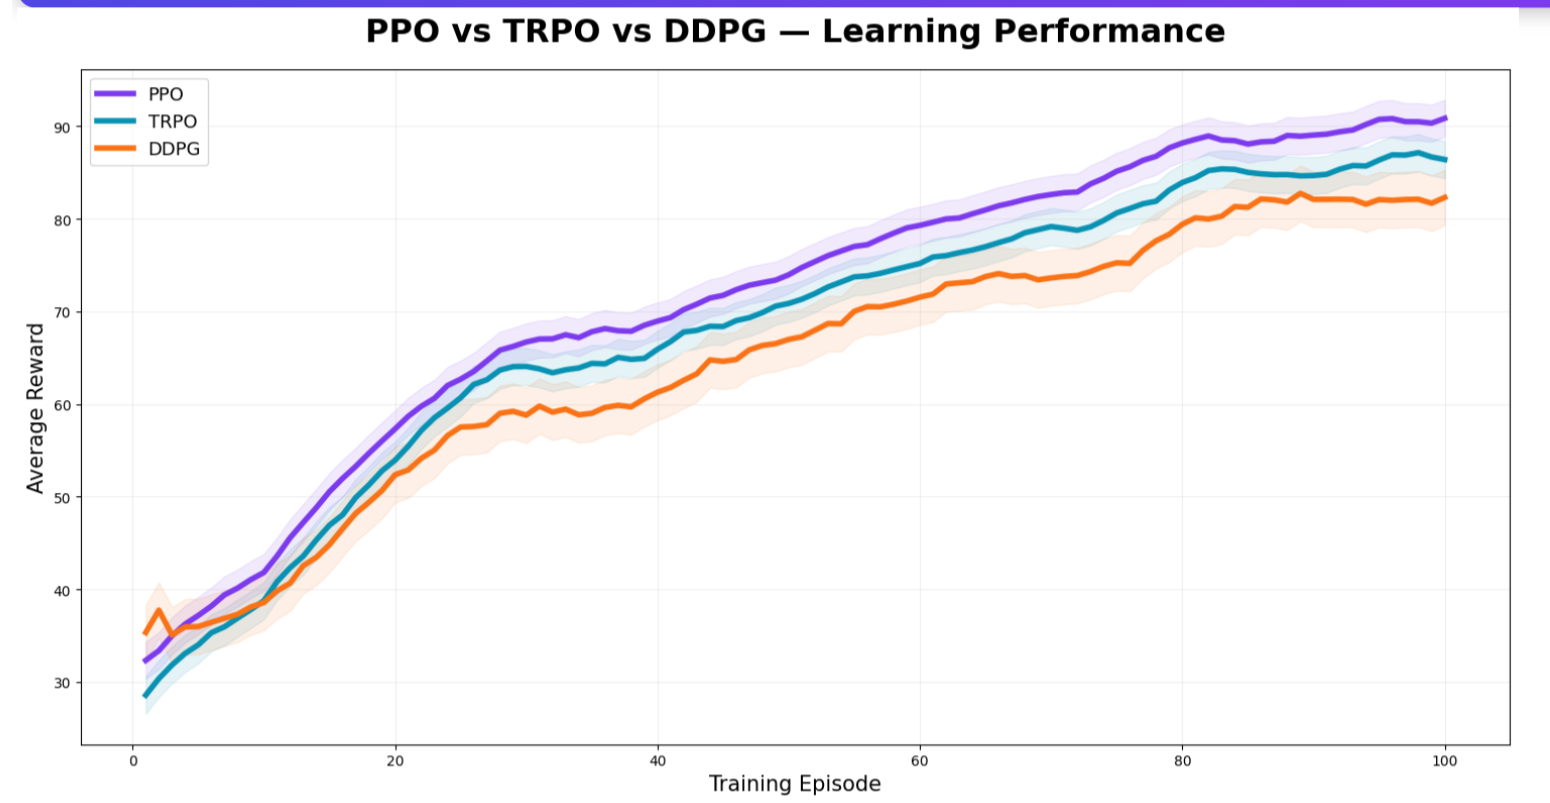 PPO vs TRPO vs DDPG — Learning Performance
PPO
TRPO
DDPG
90
80
70
60
50
40
30
Average Reward
0 20 40 60 80 100
Training Episode